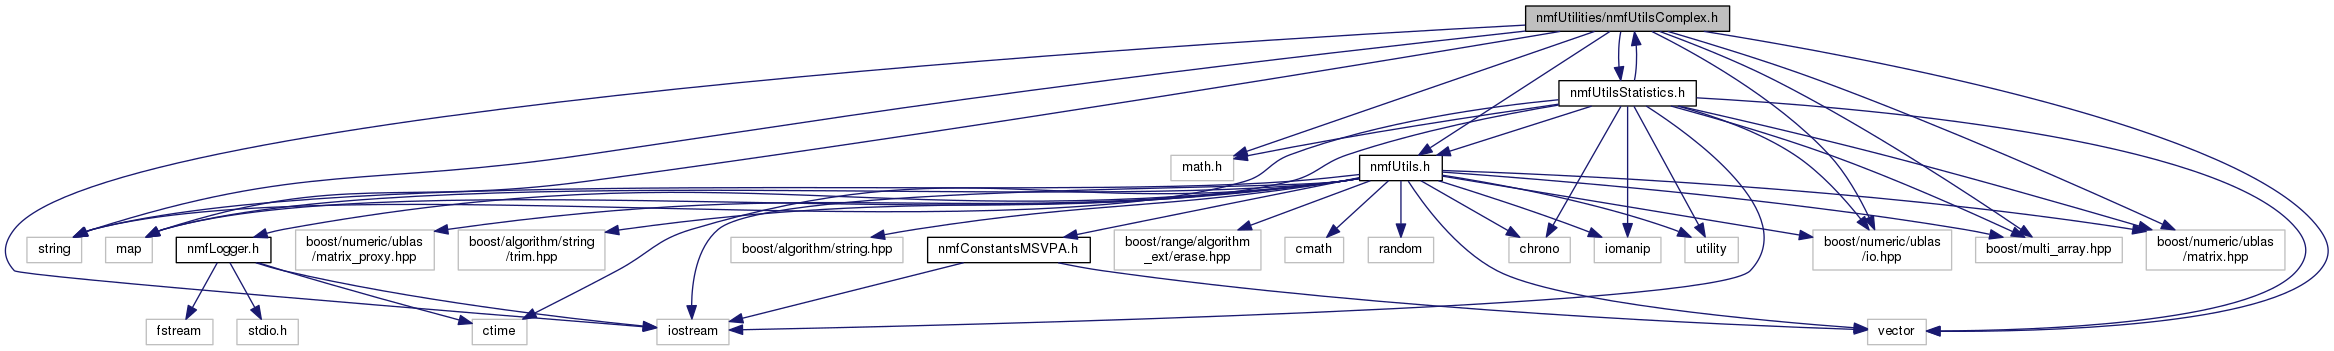 nmfUtilities/nmfUtilsComplex.h
nmfUtilsStatistics.h
math.h
nmfUtils.h
string
map
nmfLogger.h
boost/numeric/ublas
/matrix_proxy.hpp
boost/algorithm/string
/trim.hpp
boost/algorithm/string.hpp
nmfConstantsMSVPA.h
boost/range/algorithm
_ext/erase.hpp
cmath
random
chrono
iomanip
utility
boost/numeric/ublas
/io.hpp
boost/multi_array.hpp
boost/numeric/ublas
/matrix.hpp
fstream
stdio.h
ctime
iostream
vector